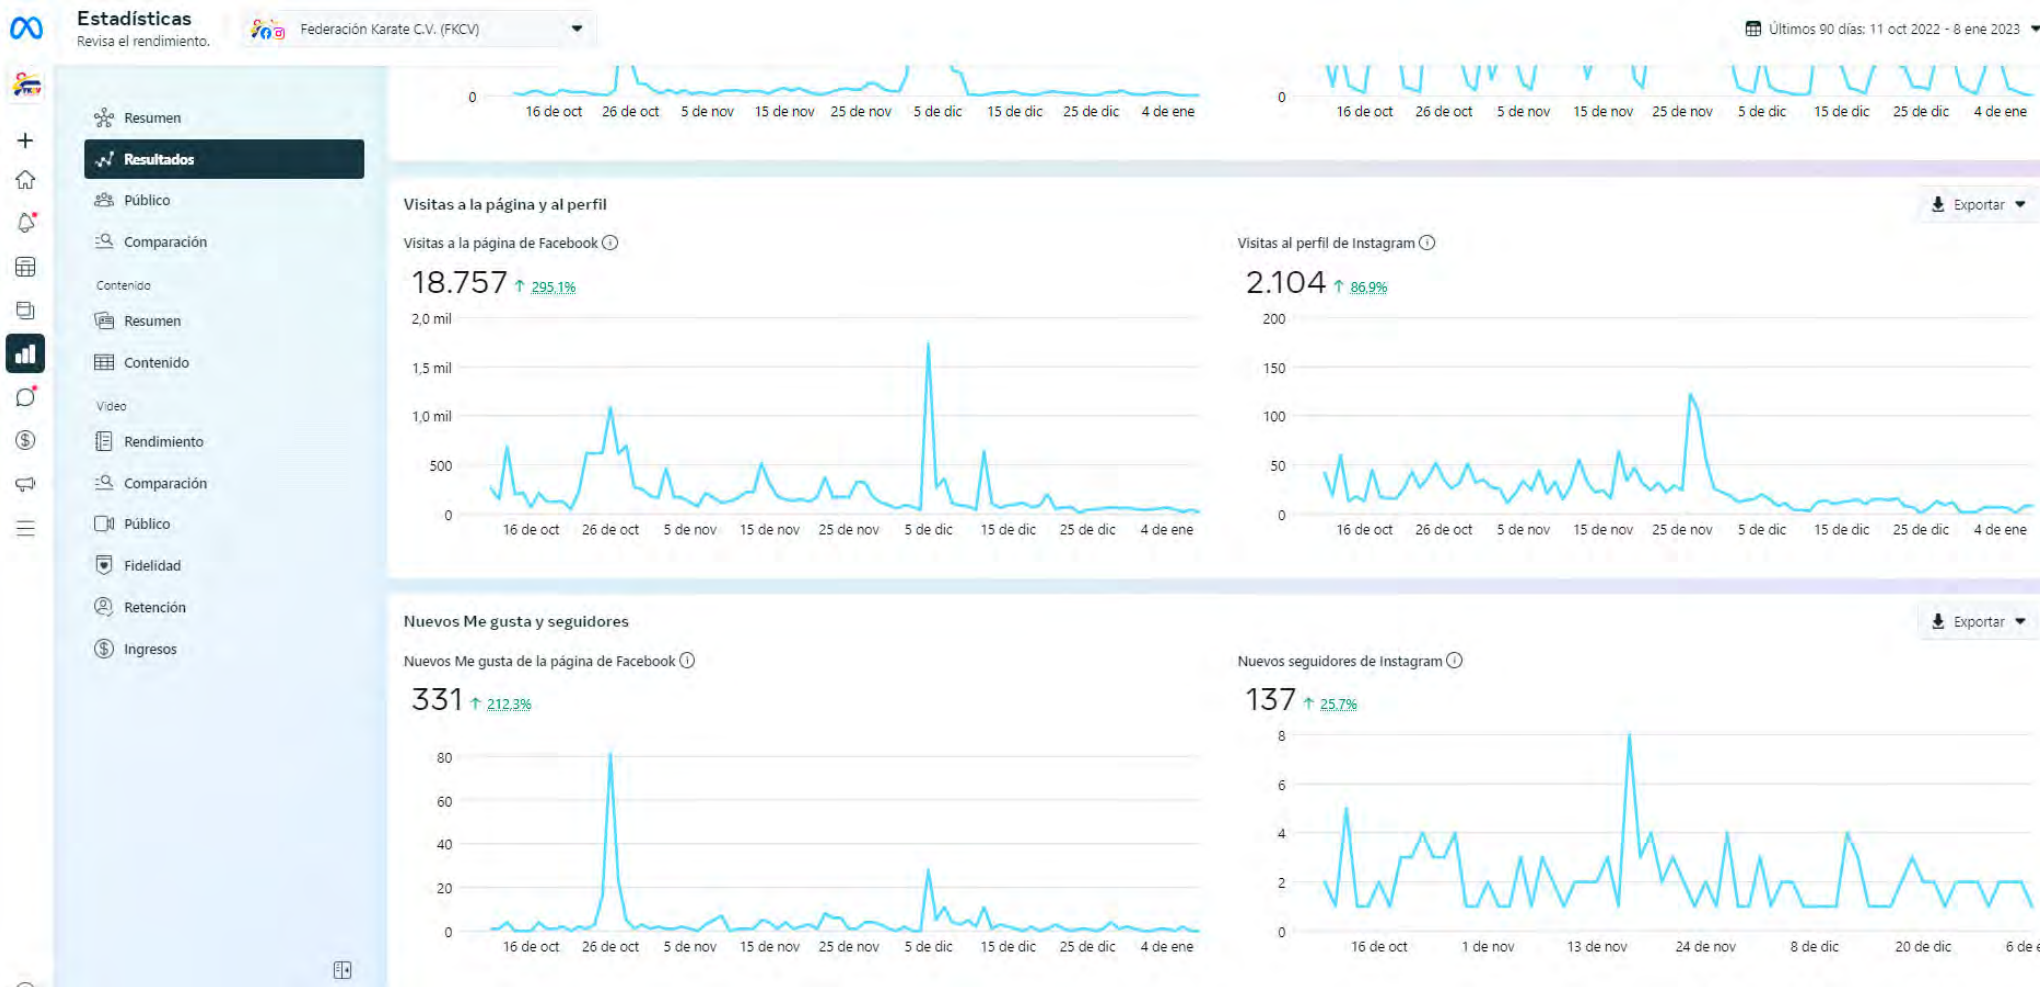 Estadísticas
Revisa el rendimiento.
Federación Karate C.V. (FKCV)
Últimos 90 días: 11 oct 2022 - 8 ene 2023
Resumen
Resultados
Público
Comparación
Contenido
Resumen
Contenido
Video
Rendimiento
Comparación
Público
Fidelidad
Retención
Ingresos
0
16 de oct 26 de oct 5 de nov 15 de nov 25 de nov 5 de dic 15 de dic 25 de dic 4 de ene
0
16 de oct 26 de oct 5 de nov 15 de nov 25 de nov 5 de dic 15 de dic 25 de dic 4 de ene
Visitas a la página y al perfil
Exportar
Visitas a la página de Facebook
18.757 ↑ 295,1%
2,0 mil
1,5 mil
1,0 mil
500
0
16 de oct 26 de oct 5 de nov 15 de nov 25 de nov 5 de dic 15 de dic 25 de dic 4 de ene
Visitas al perfil de Instagram
2.104 ↑ 86,9%
200
150
100
50
0
16 de oct 26 de oct 5 de nov 15 de nov 25 de nov 5 de dic 15 de dic 25 de dic 4 de ene
Nuevos Me gusta y seguidores
Exportar
Nuevos Me gusta de la página de Facebook
331 ↑ 212,3%
80
60
40
20
0
16 de oct 26 de oct 5 de nov 15 de nov 25 de nov 5 de dic 15 de dic 25 de dic 4 de ene
Nuevos seguidores de Instagram
137 ↑ 25,7%
8
6
4
2
0
16 de oct 1 de nov 13 de nov 24 de nov 8 de dic 20 de dic 6 de e